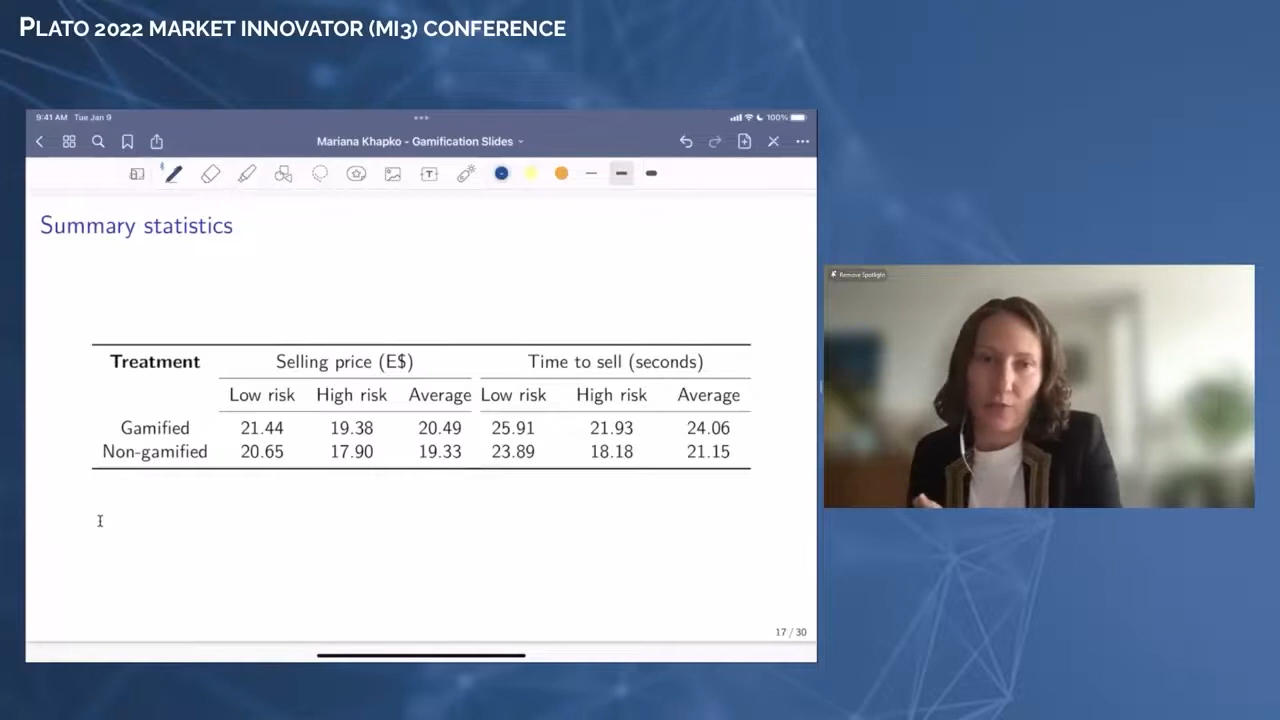 PLATO 2022 MARKET INNOVATOR (MI3) CONFERENCE
9:41 AM Tue Jan 9
100%
Mariana Khapko - Gamification Slides
T
Summary statistics
Treatment Selling price (E$) Time to sell (seconds)
Low risk High risk Average Low risk High risk Average
Gamified 21.44 19.38 20.49 25.91 21.93 24.06
Non-gamified 20.65 17.90 19.33 23.89 18.18 21.15
17 / 30
Remove Spotlight